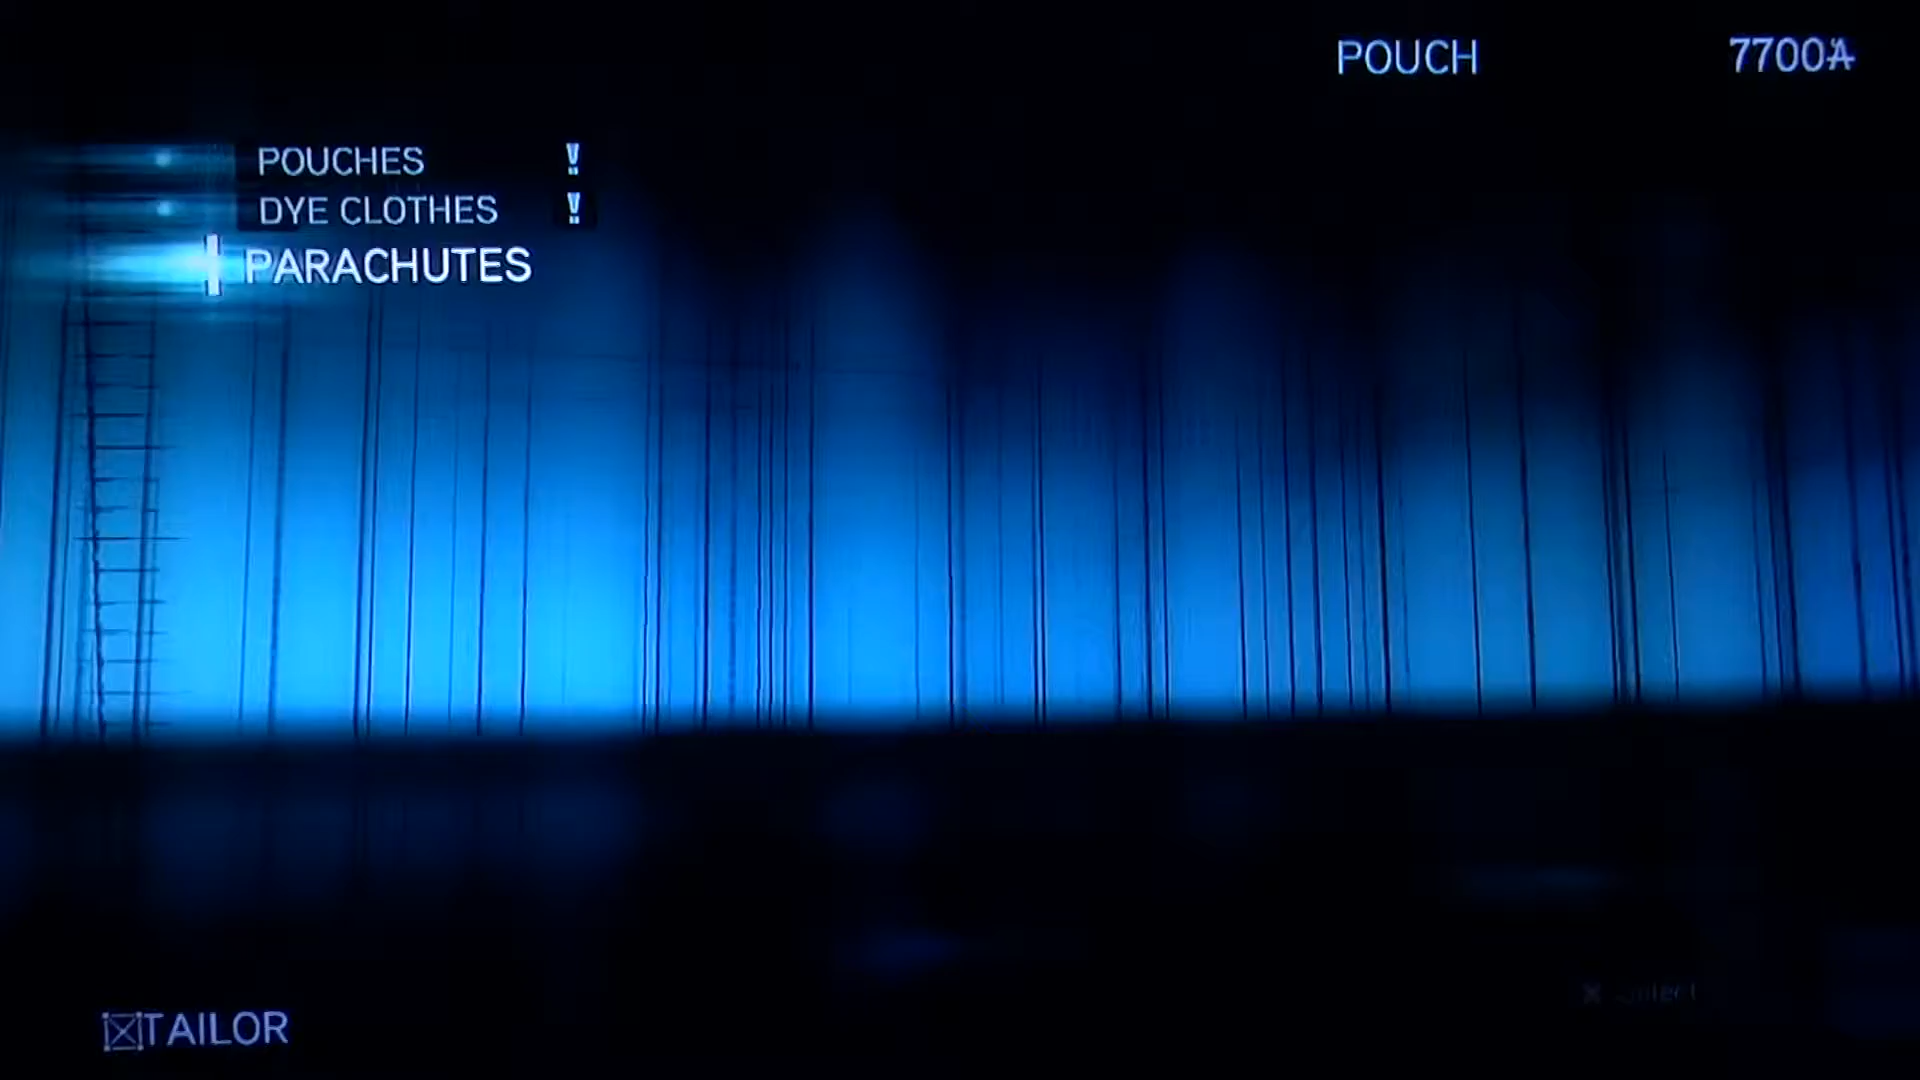 POUCH 7700₳
POUCHES !
DYE CLOTHES !
PARACHUTES
TAILOR